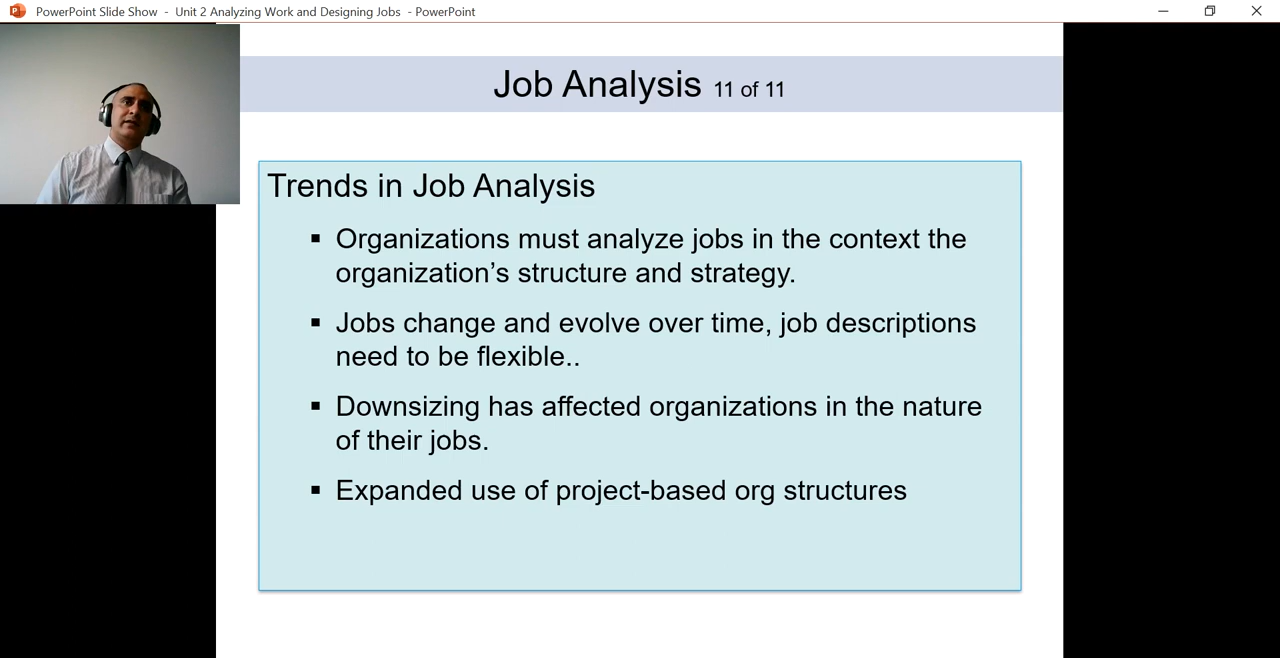 PowerPoint Slide Show - Unit 2 Analyzing Work and Designing Jobs - PowerPoint
Job Analysis 11 of 11
Trends in Job Analysis
▪ Organizations must analyze jobs in the context the
organization’s structure and strategy.
▪ Jobs change and evolve over time, job descriptions
need to be flexible..
▪ Downsizing has affected organizations in the nature
of their jobs.
▪ Expanded use of project-based org structures